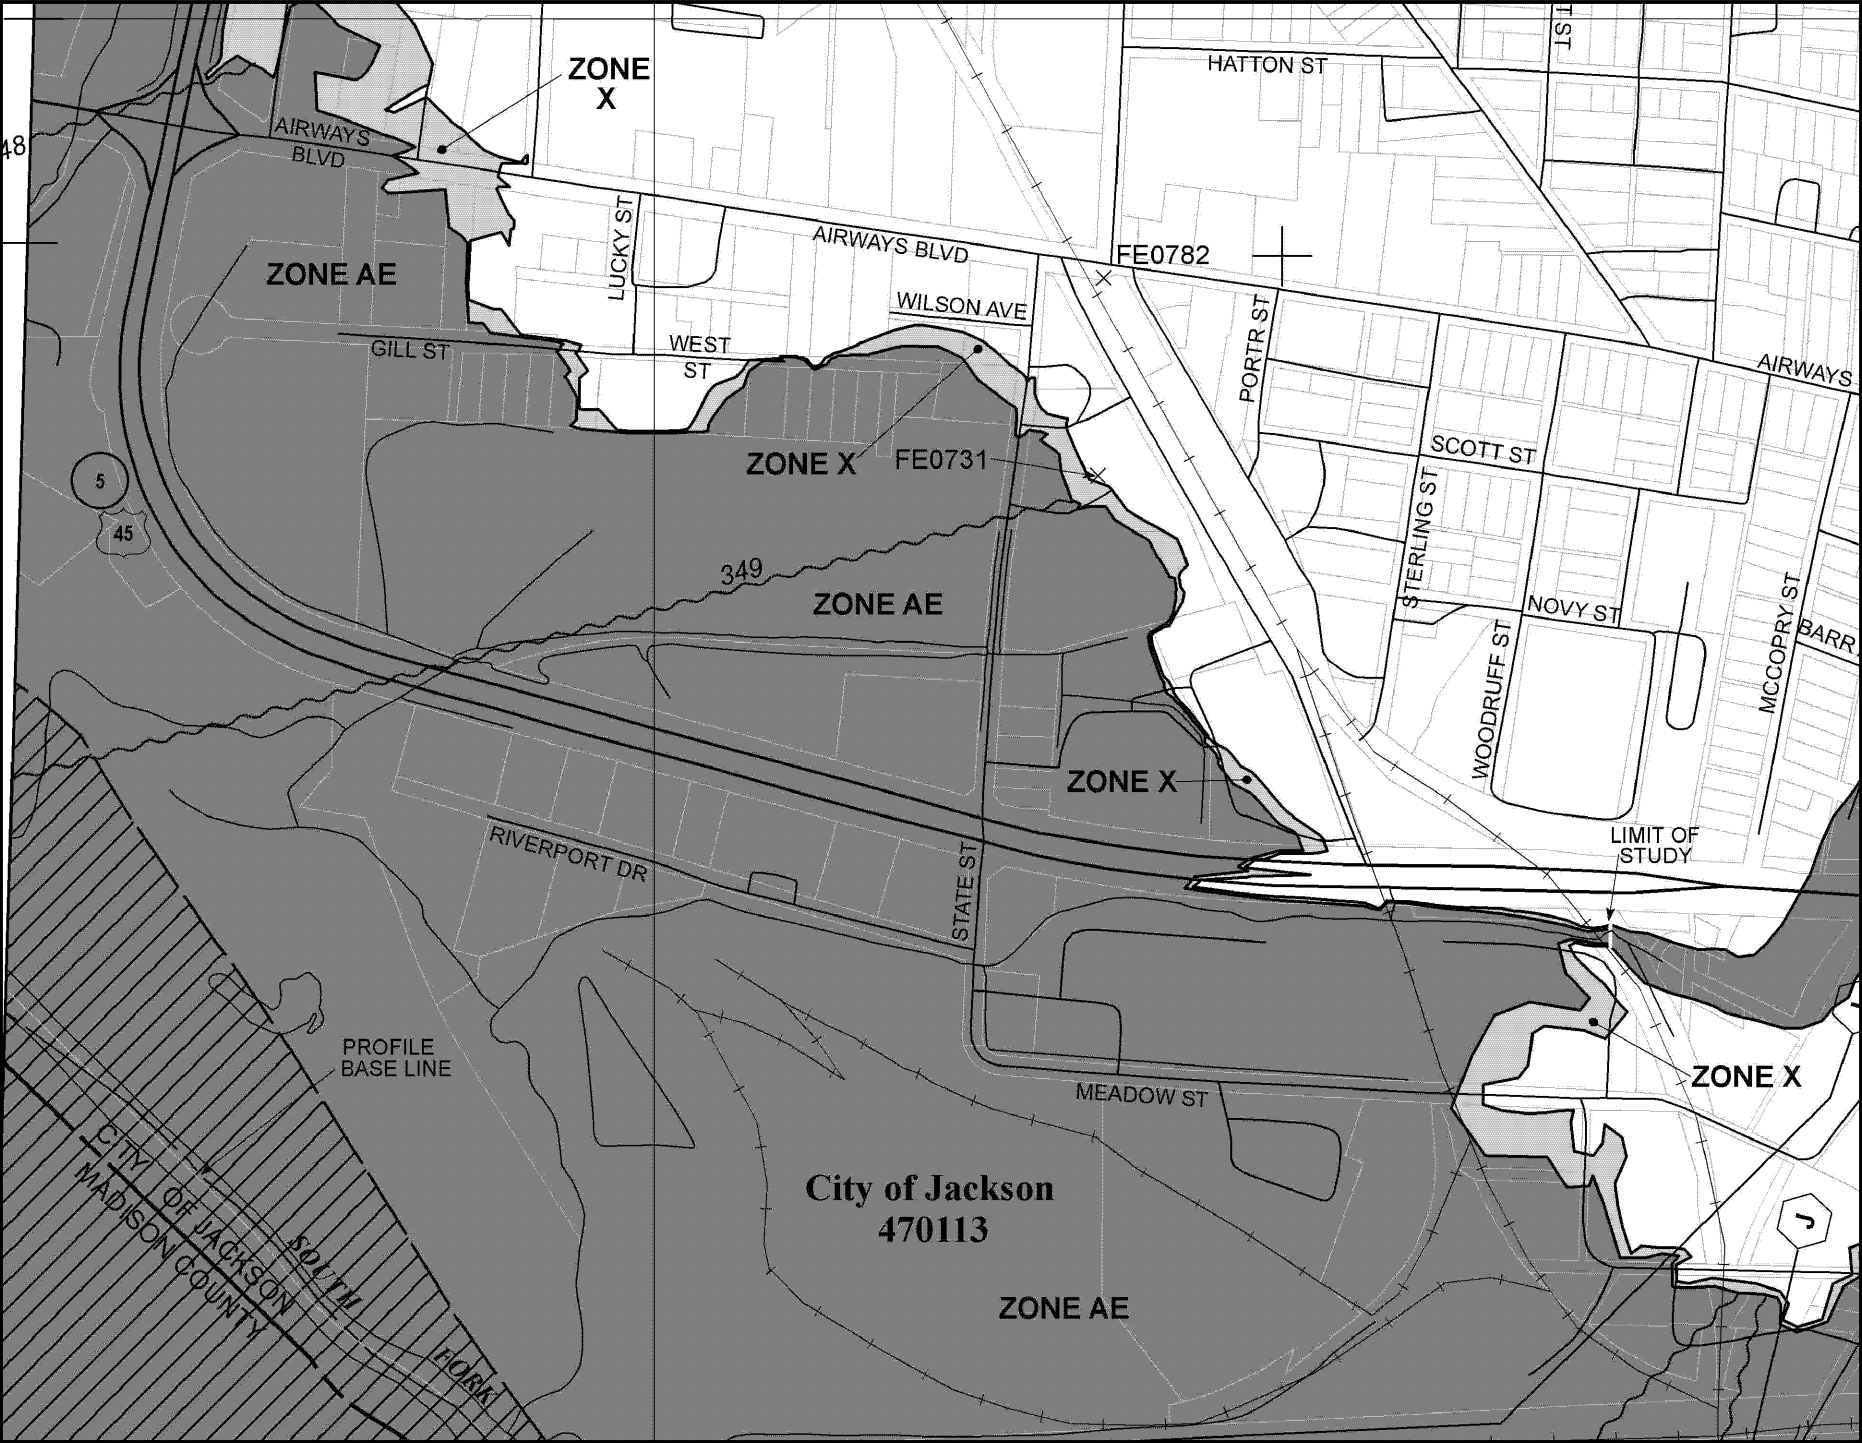 ST
HATTON ST
ZONE
X
48
AIRWAYS
BLVD
LUCKY ST
AIRWAYS BLVD
FE0782
ZONE AE
WILSON AVE
PORTR ST
GILL ST
WEST
ST
AIRWAYS
SCOTT ST
ZONE X
FE0731
STERLING ST
5
45
349
ZONE AE
NOVY ST
MCCOPRY ST
BARR
WOODRUFF ST
ZONE X
RIVERPORT DR
LIMIT OF
STUDY
STATE ST
PROFILE
BASE LINE
ZONE X
MEADOW ST
CITY OF JACKSON
MADISON COUNTY
City of Jackson
470113
J
SOUTH
FORK
ZONE AE